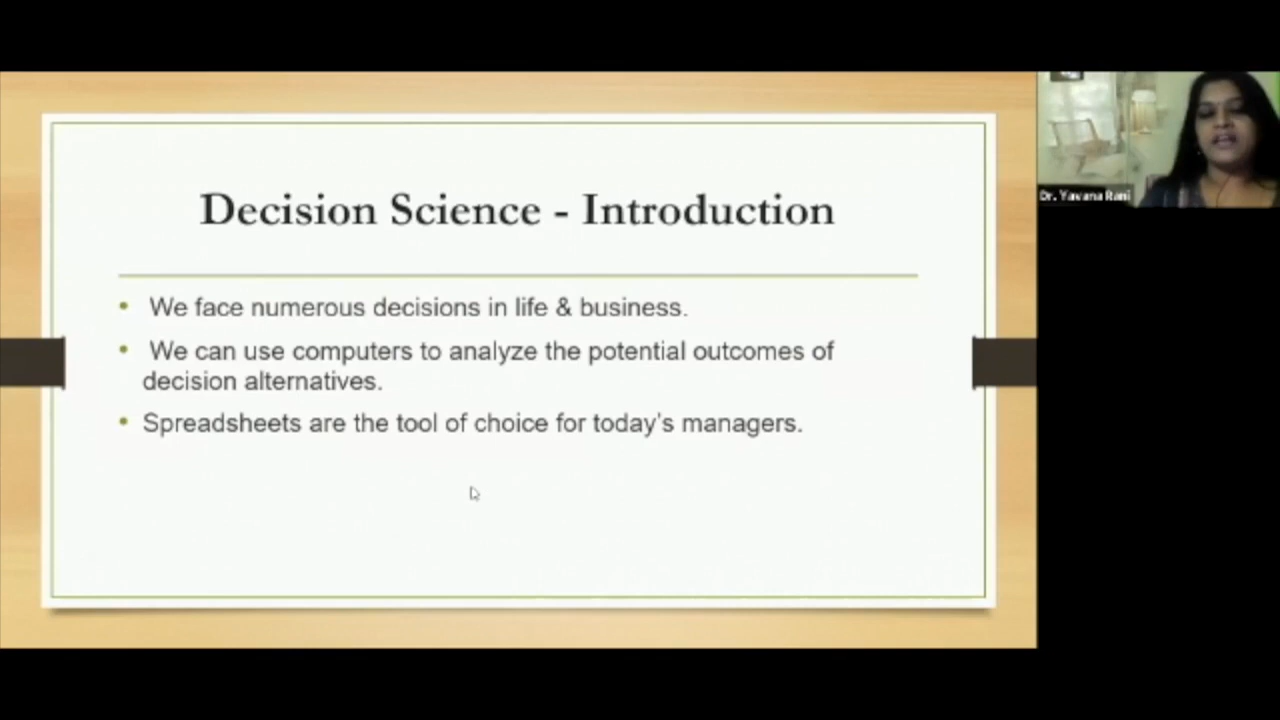 Decision Science - Introduction
• We face numerous decisions in life & business.
• We can use computers to analyze the potential outcomes of
decision alternatives.
• Spreadsheets are the tool of choice for today's managers.
Dr. Yavana Rani